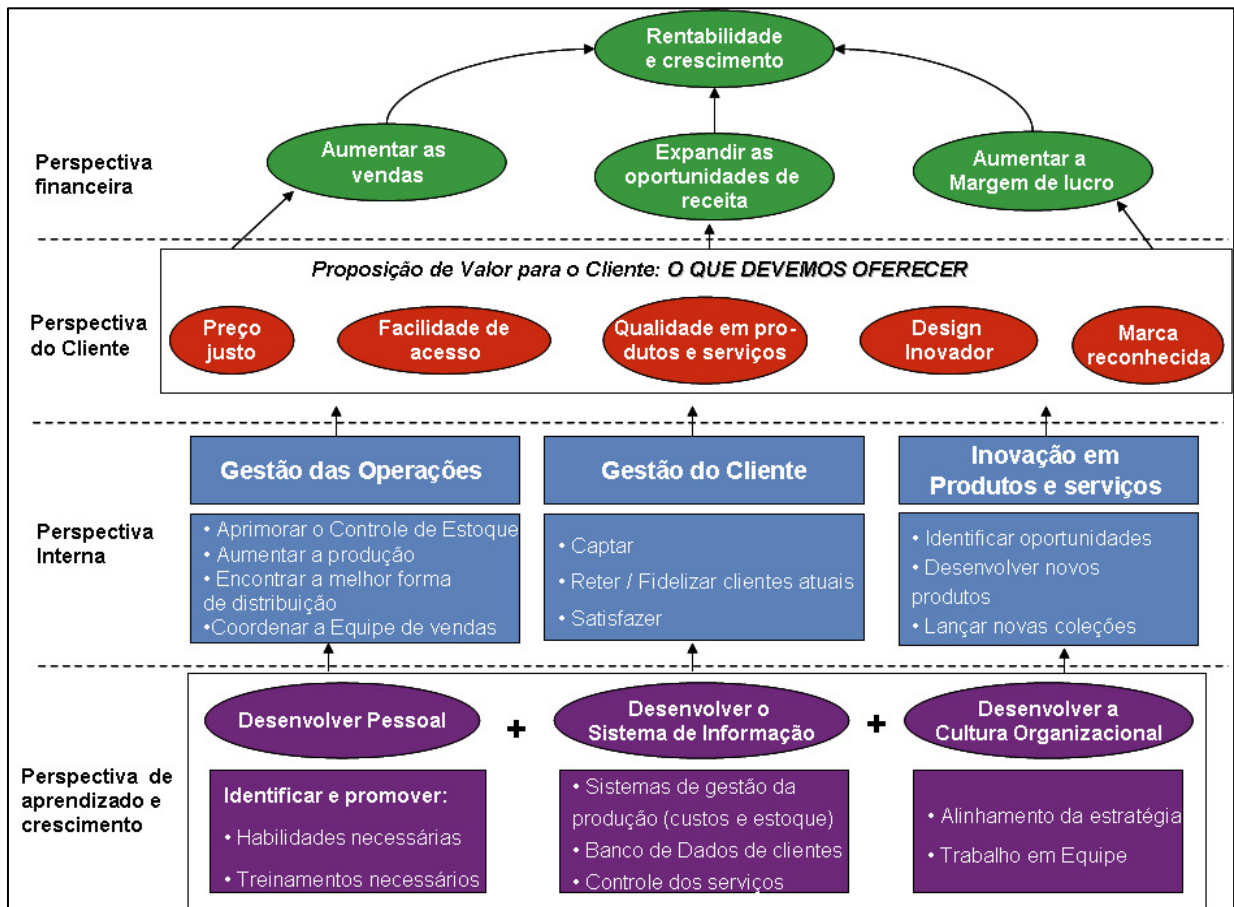 Rentabilidade
e crescimento
Perspectiva
financeira
Aumentar as
vendas
Expandir as
oportunidades de
receita
Aumentar a
Margem de lucro
Proposição de Valor para o Cliente: O QUE DEVEMOS OFERECER
Perspectiva
do Cliente
Preço
justo
Facilidade de
acesso
Qualidade em pro-
dutos e serviços
Design
Inovador
Marca
reconhecida
Perspectiva
Interna
Gestão das Operações
• Aprimorar o Controle de Estoque
• Aumentar a produção
• Encontrar a melhor forma
de distribuição
•Coordenar a Equipe de vendas
Gestão do Cliente
• Captar
• Reter / Fidelizar clientes atuais
• Satisfazer
Inovação em
Produtos e serviços
• Identificar oportunidades
• Desenvolver novos
produtos
• Lançar novas coleções
Perspectiva de
aprendizado e
crescimento
Desenvolver Pessoal
+
Desenvolver o
Sistema de Informação
+
Desenvolver a
Cultura Organizacional
Identificar e promover:
• Habilidades necessárias
• Treinamentos necessários
• Sistemas de gestão da
produção (custos e estoque)
• Banco de Dados de clientes
• Controle dos serviços
• Alinhamento da estratégia
• Trabalho em Equipe